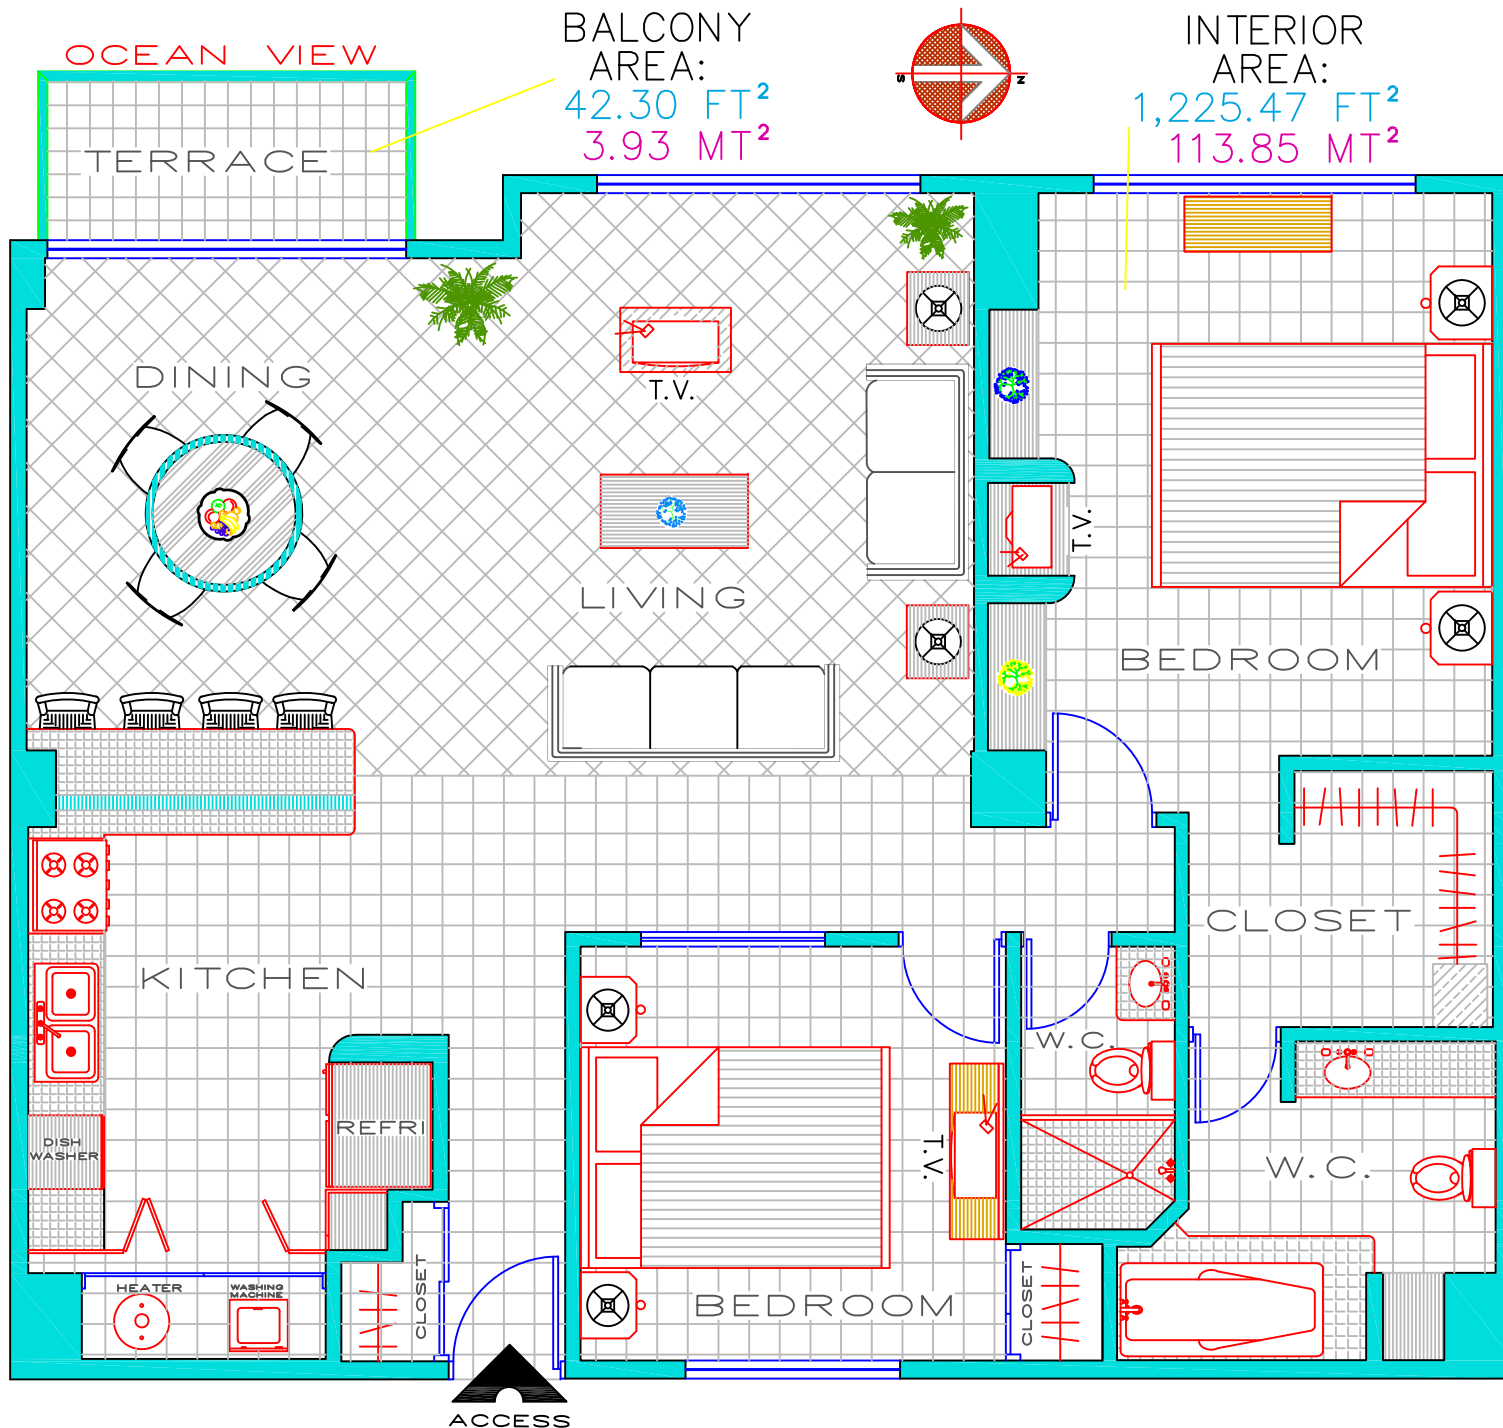 OCEAN VIEW
BALCONY
AREA:
42.30 FT²
3.93 MT²
S
N
INTERIOR
AREA:
1,225.47 FT²
113.85 MT²
TERRACE
DINING
T.V.
LIVING
T.V.
BEDROOM
CLOSET
KITCHEN
W.C.
REFRI
DISH
WASHER
T.V.
W.C.
HEATER
WASHING
MACHINE
CLOSET
BEDROOM
CLOSET
ACCESS